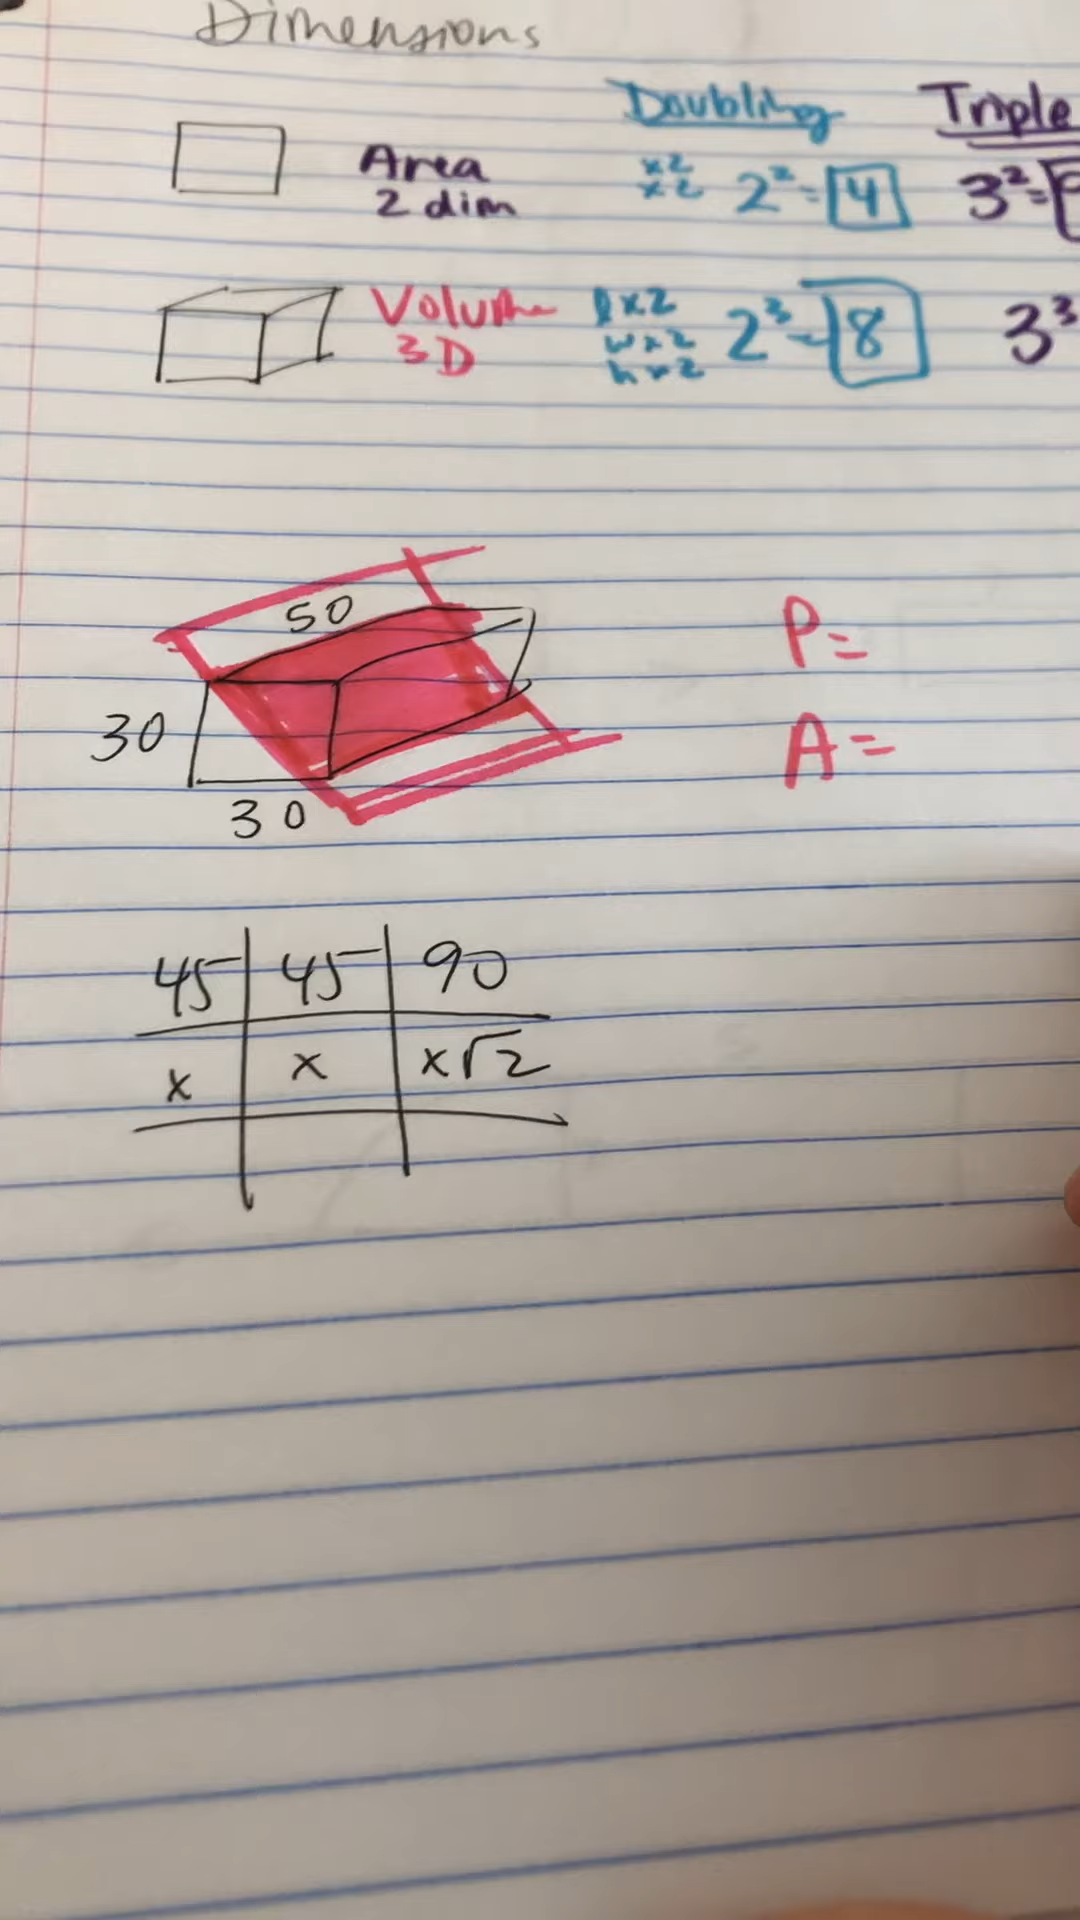 Dimensions
Doubling Triple
Area x2
2 dim x2 2² = 4 3² =
Volume l x 2
3D w x 2 2³ = 8 3³
h x 2
50
30
30
P =
A =
45 45 90
x x x√2